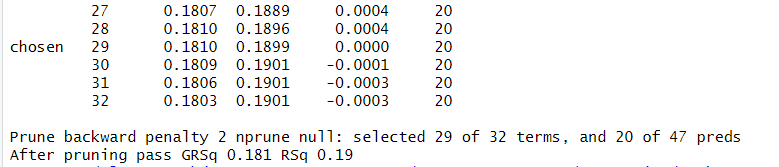 27 0.1807 0.1889 0.0004 20
28 0.1810 0.1896 0.0004 20
chosen 29 0.1810 0.1899 0.0000 20
30 0.1809 0.1901 -0.0001 20
31 0.1806 0.1901 -0.0003 20
32 0.1803 0.1901 -0.0003 20
Prune backward penalty 2 nprune null: selected 29 of 32 terms, and 20 of 47 preds
After pruning pass GRSq 0.181 RSq 0.19